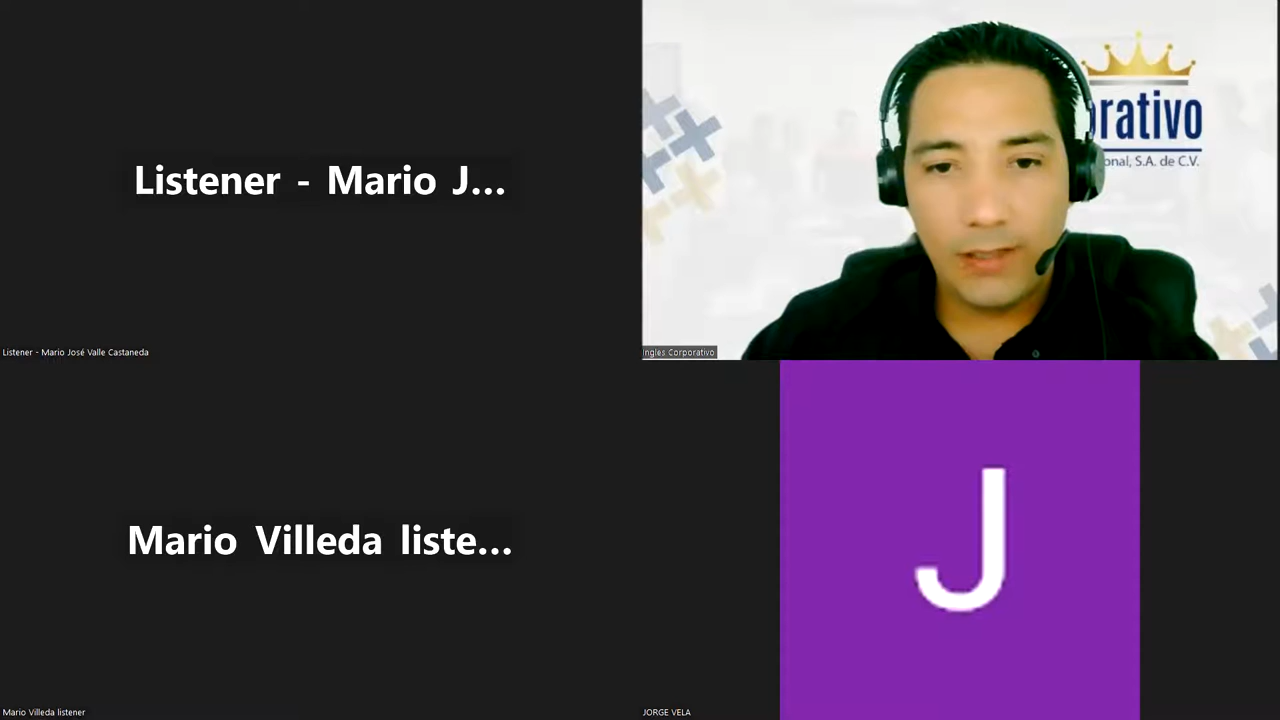 Listener - Mario J...
Listener - Mario José Valle Castaneda
orativo
onal, S.A. de C.V.
Ingles Corporativo
Mario Villeda liste...
Mario Villeda listener
J
JORGE VELA